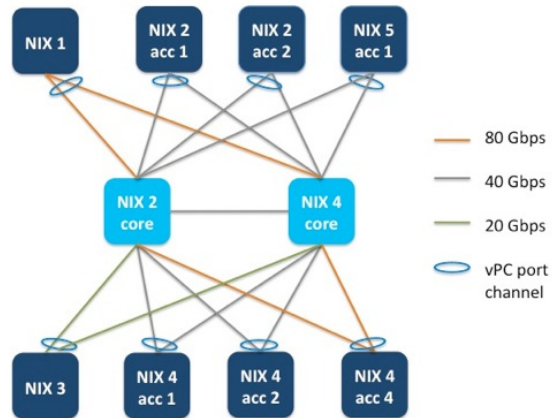 NIX 1
NIX 2
acc 1
NIX 2
acc 2
NIX 5
acc 1
80 Gbps
40 Gbps
20 Gbps
vPC port
channel
NIX 2
core
NIX 4
core
NIX 3
NIX 4
acc 1
NIX 4
acc 2
NIX 4
acc 4